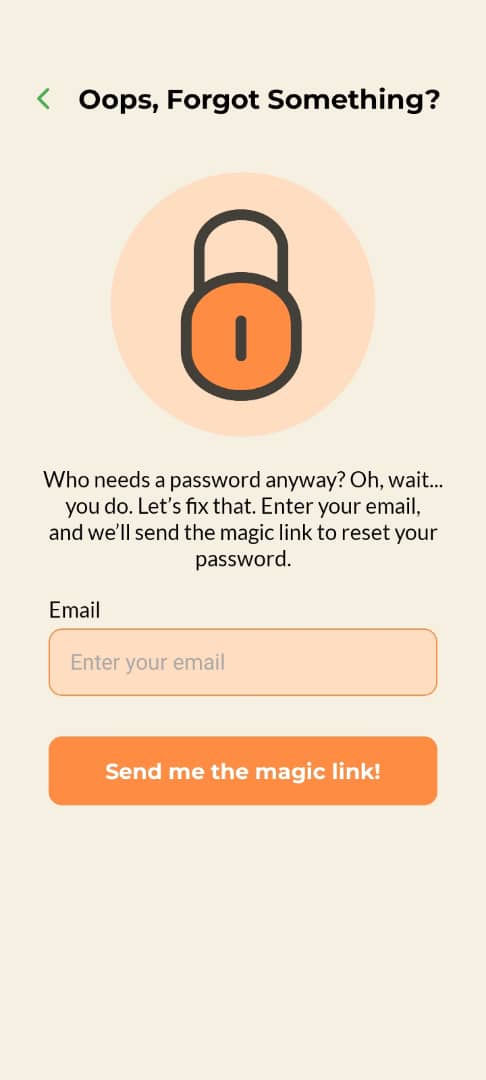 Oops, Forgot Something?
Who needs a password anyway? Oh, wait...
you do. Let’s fix that. Enter your email,
and we’ll send the magic link to reset your
password.
Email
Enter your email
Send me the magic link!